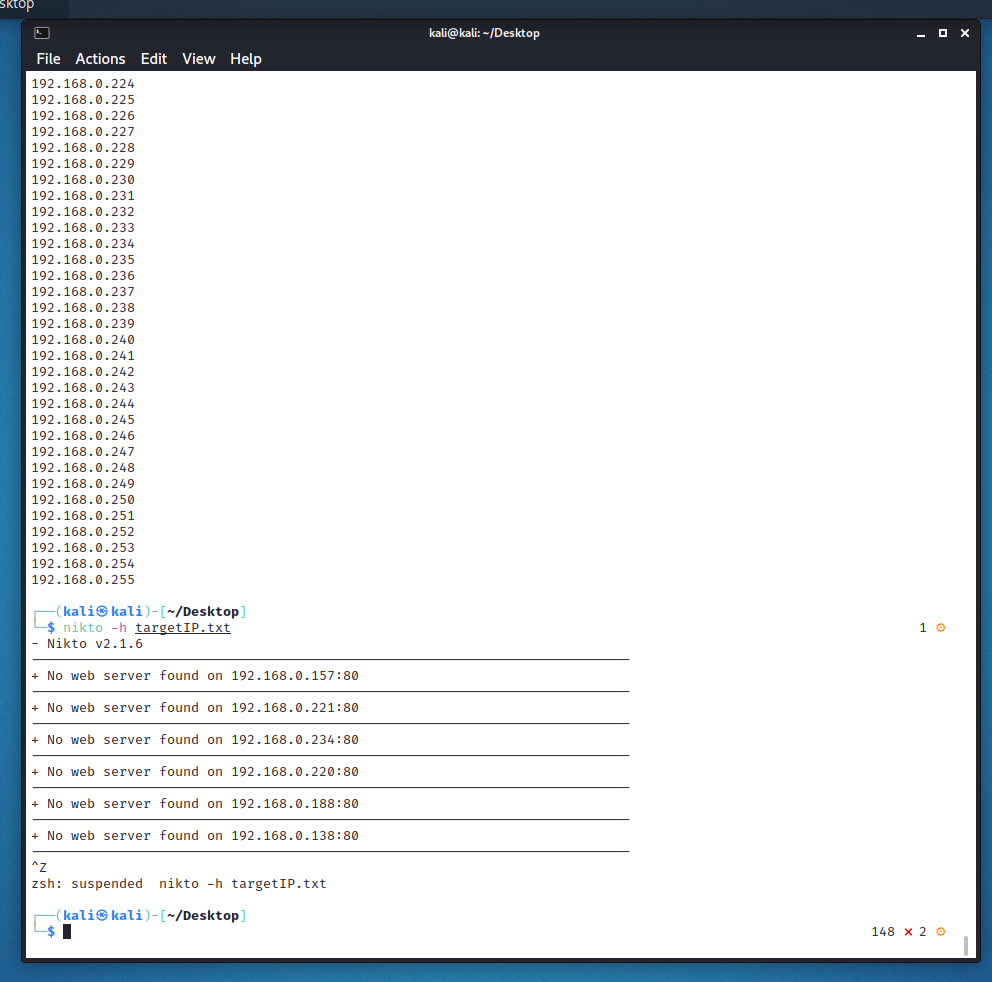 sktop
kali@kali: ~/Desktop
File Actions Edit View Help
192.168.0.224
192.168.0.225
192.168.0.226
192.168.0.227
192.168.0.228
192.168.0.229
192.168.0.230
192.168.0.231
192.168.0.232
192.168.0.233
192.168.0.234
192.168.0.235
192.168.0.236
192.168.0.237
192.168.0.238
192.168.0.239
192.168.0.240
192.168.0.241
192.168.0.242
192.168.0.243
192.168.0.244
192.168.0.245
192.168.0.246
192.168.0.247
192.168.0.248
192.168.0.249
192.168.0.250
192.168.0.251
192.168.0.252
192.168.0.253
192.168.0.254
192.168.0.255
┌──(kali㉿kali)-[~/Desktop]
└─$ nikto -h targetIP.txt 1 ⚙
- Nikto v2.1.6
+ No web server found on 192.168.0.157:80
+ No web server found on 192.168.0.221:80
+ No web server found on 192.168.0.234:80
+ No web server found on 192.168.0.220:80
+ No web server found on 192.168.0.188:80
+ No web server found on 192.168.0.138:80
^Z
zsh: suspended  nikto -h targetIP.txt
┌──(kali㉿kali)-[~/Desktop]
└─$ 148 ⨯ 2 ⚙